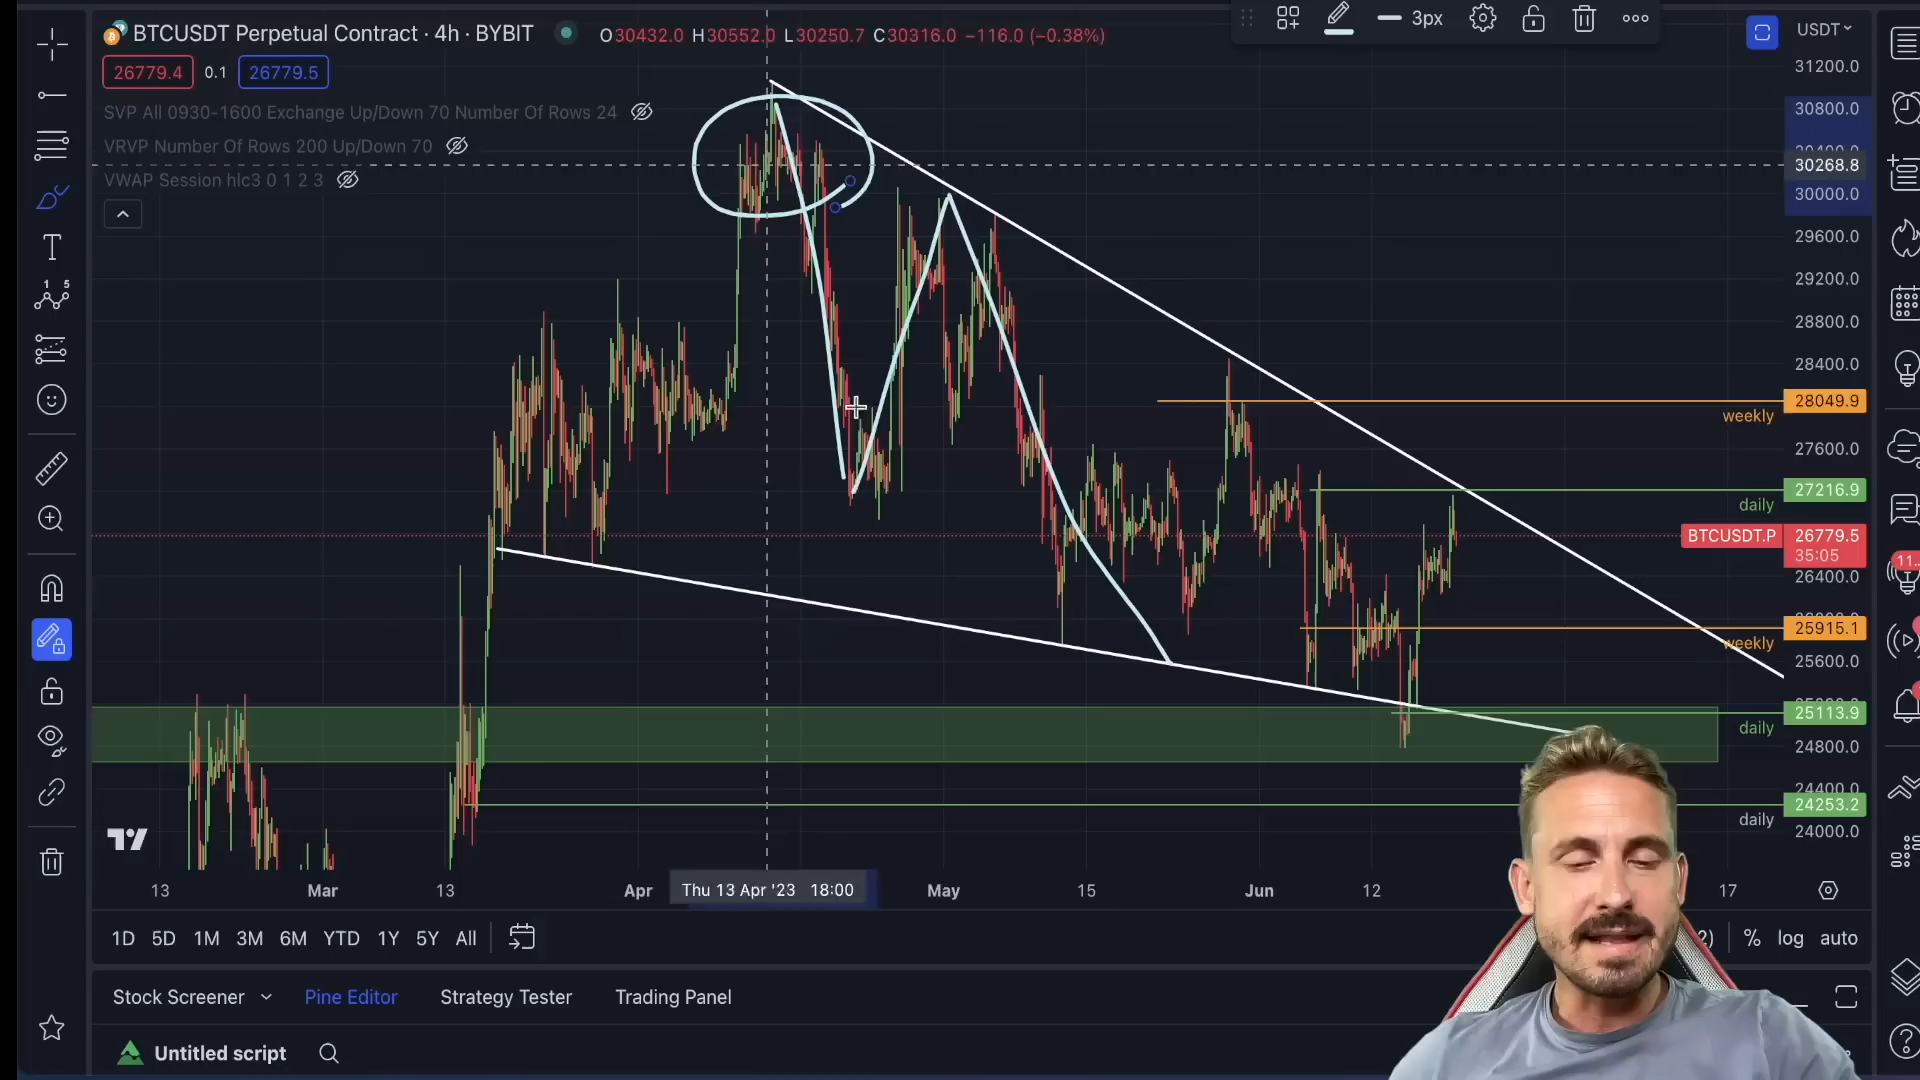 BTCUSDT Perpetual Contract · 4h · BYBIT
O30432.0 H30552.0 L30250.7 C30316.0 −116.0 (−0.38%)
3px
USDT
26779.4 0.1 26779.5
SVP All 0930-1600 Exchange Up/Down 70 Number Of Rows 24
VRVP Number Of Rows 200 Up/Down 70
VWAP Session hlc3 0 1 2 3
31200.0
30800.0
30268.8
30000.0
29600.0
29200.0
28800.0
28400.0
28049.9
weekly
27600.0
27216.9
daily
BTCUSDT.P 26779.5
35:05
26400.0
25915.1
weekly
25600.0
25113.9
daily
24800.0
24400.0
24253.2
daily
24000.0
13 Mar 13 Apr Thu 13 Apr '23 18:00 May 15 Jun 12 17
1D 5D 1M 3M 6M YTD 1Y 5Y All
% log auto
Stock Screener Pine Editor Strategy Tester Trading Panel
Untitled script